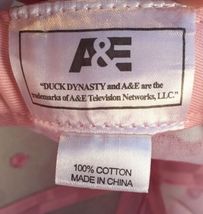 A&E
"DUCK DYNASTY and A&E are the
trademarks of A&E Television Networks, LLC."
100% COTTON
MADE IN CHINA